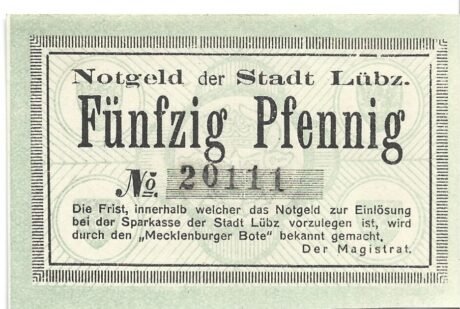 Notgeld der Stadt Lübz.
Fünfzig Pfennig
No 20111
Die Frist, innerhalb welcher das Notgeld zur Einlösung
bei der Sparkasse der Stadt Lübz vorzulegen ist, wird
durch den „Mecklenburger Bote“ bekannt gemacht.
Der Magistrat.